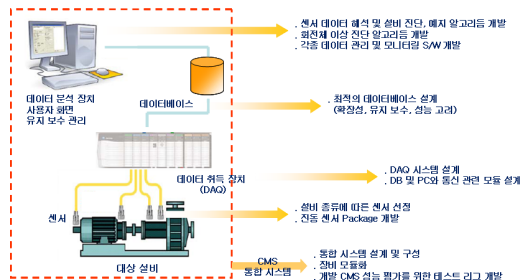 . 센서 데이터 해석 및 설비 진단, 예지 알고리듬 개발
. 회전체 이상 진단 알고리듬 개발
. 각종 데이터 관리 및 모니터링 S/W 개발
데이터 분석 장치
사용자 화면
유지 보수 관리
데이터베이스
. 최적의 데이터베이스 설계
(확장성, 유지 보수, 성능 고려)
데이터 취득 장치
(DAQ)
. DAQ 시스템 설계
. DB 및 PC와 통신 관련 모듈 설계
센서
. 설비 종류에 따른 센서 선정
. 진동 센서 Package 개발
대상 설비
CMS
통합 시스템
. 통합 시스템 설계 및 구성
. 장비 모듈화
. 개발 CMS 성능 평가를 위한 테스트 리그 개발